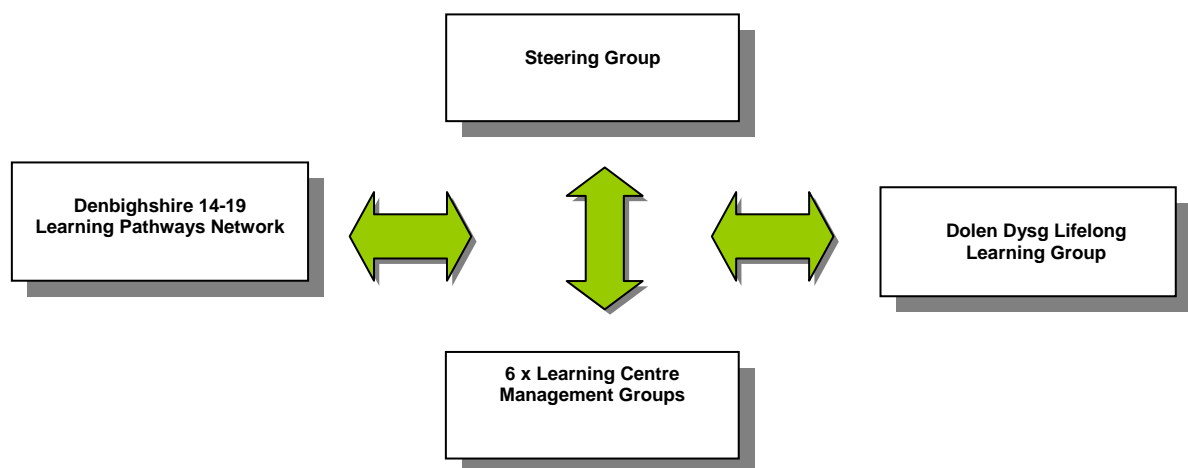 Steering Group
Denbighshire 14-19
Learning Pathways Network
Dolen Dysg Lifelong
Learning Group
6 x Learning Centre
Management Groups